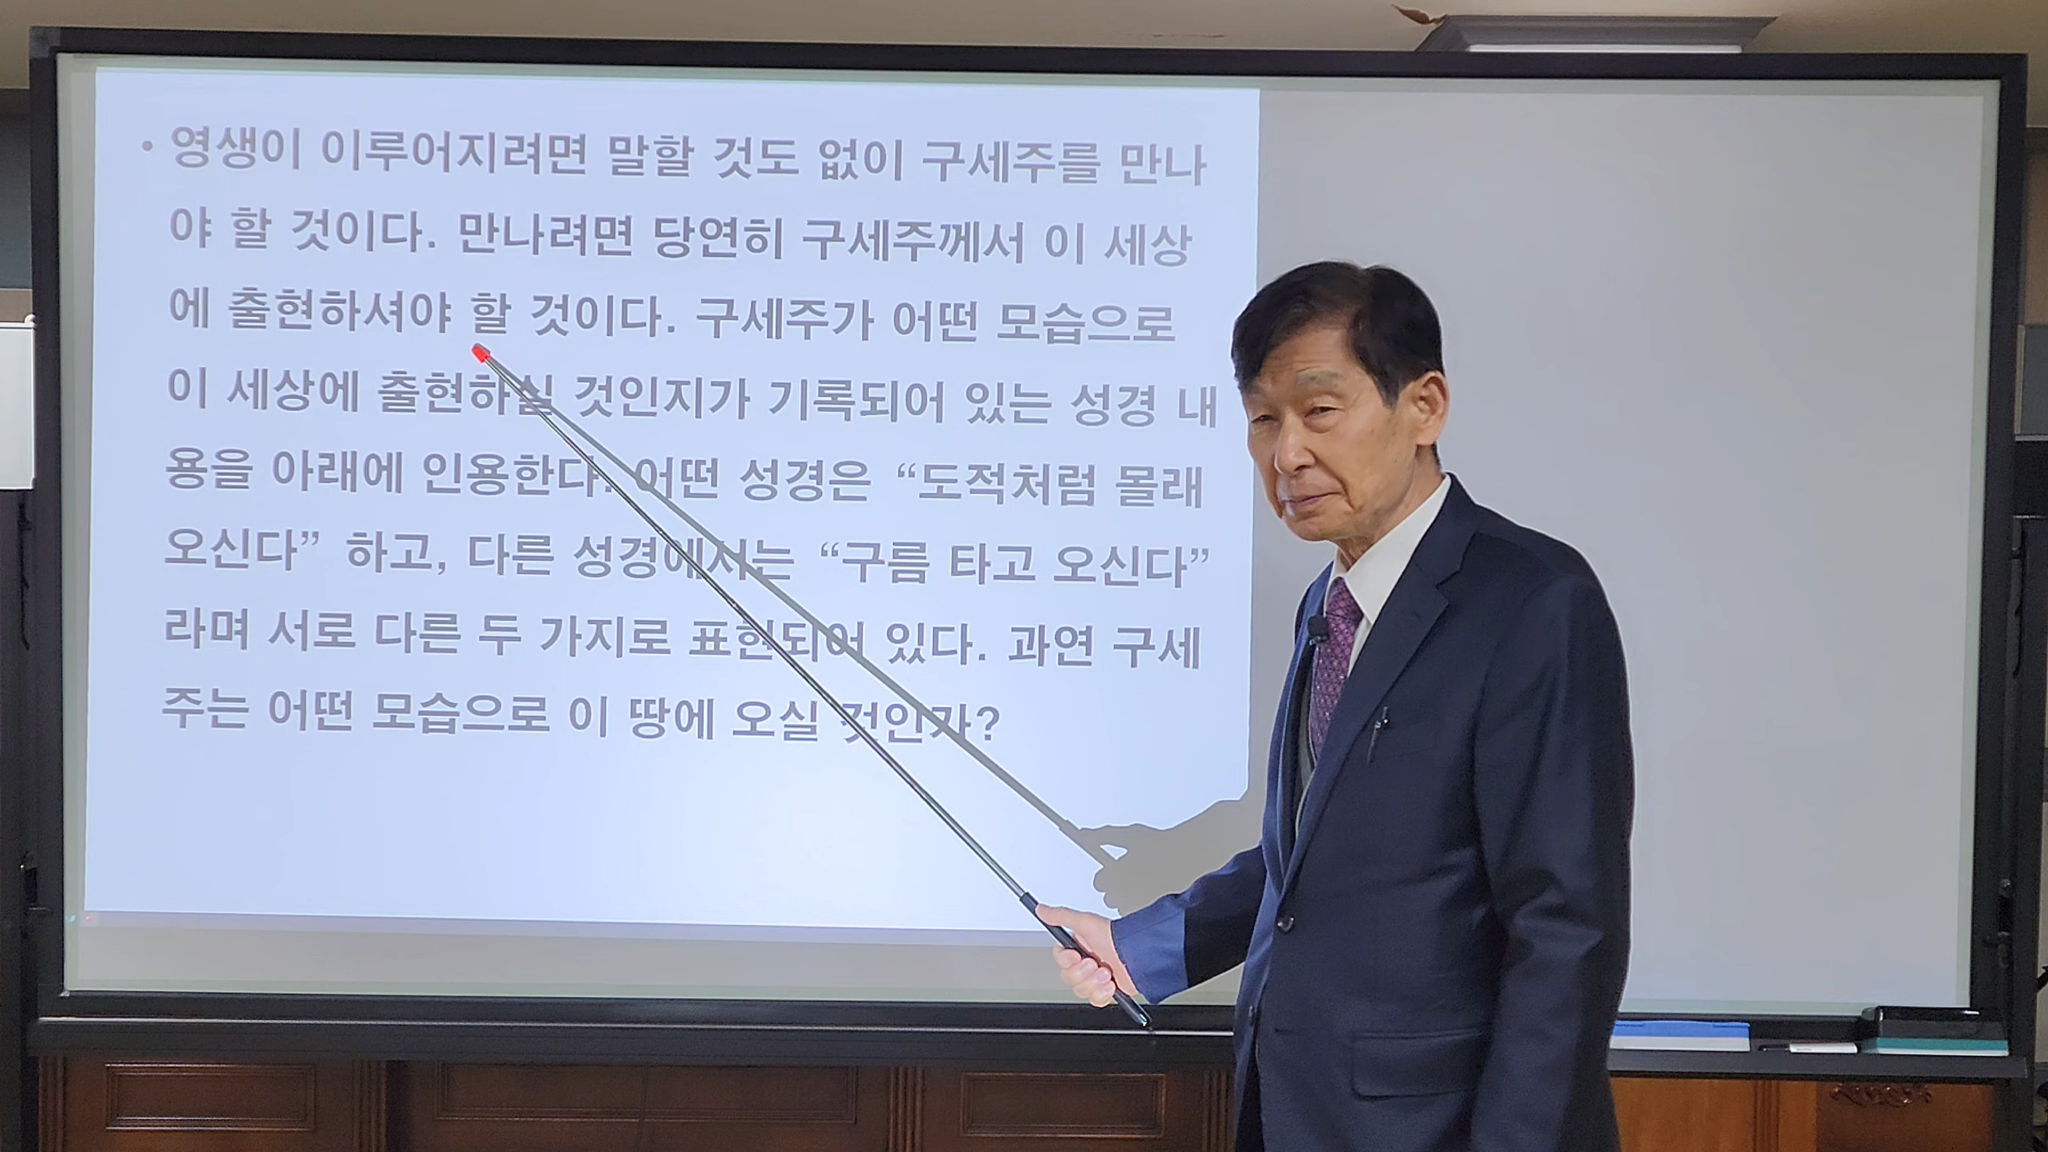 • 영생이 이루어지려면 말할 것도 없이 구세주를 만나
야 할 것이다. 만나려면 당연히 구세주께서 이 세상
에 출현하셔야 할 것이다. 구세주가 어떤 모습으로
이 세상에 출현하실 것인지가 기록되어 있는 성경 내
용을 아래에 인용한다. 어떤 성경은 “도적처럼 몰래
오신다” 하고, 다른 성경에서는 “구름 타고 오신다”
라며 서로 다른 두 가지로 표현되어 있다. 과연 구세
주는 어떤 모습으로 이 땅에 오실 것인가?